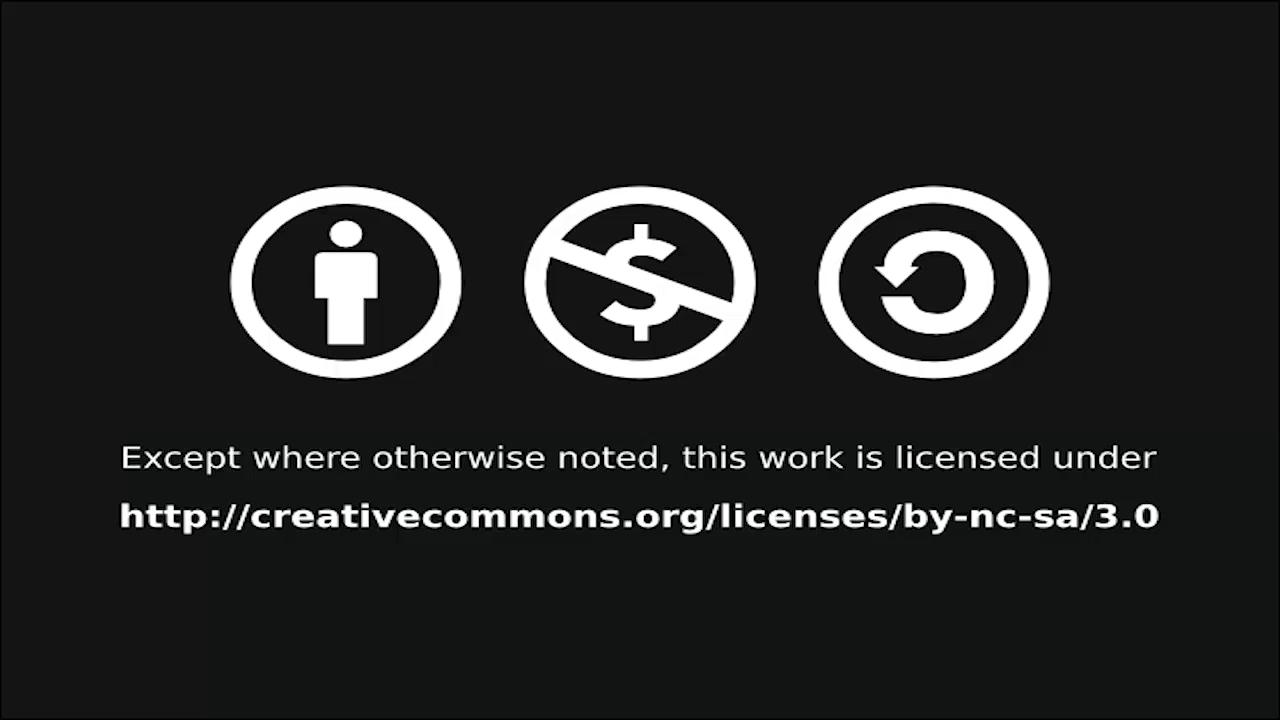 Except where otherwise noted, this work is licensed under
http://creativecommons.org/licenses/by-nc-sa/3.0